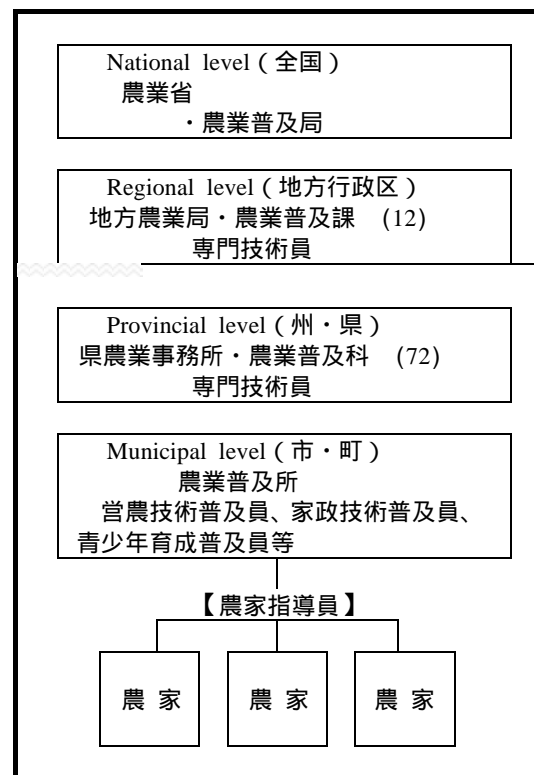 National level（全国）
農業省
・農業普及局
Regional level（地方行政区）
地方農業局・農業普及課 (12)
専門技術員
Provincial level（州・県）
県農業事務所・農業普及科 (72)
専門技術員
Municipal level（市・町）
農業普及所
営農技術普及員、家政技術普及員、
青少年育成普及員等
【農家指導員】
農 家 農 家 農 家